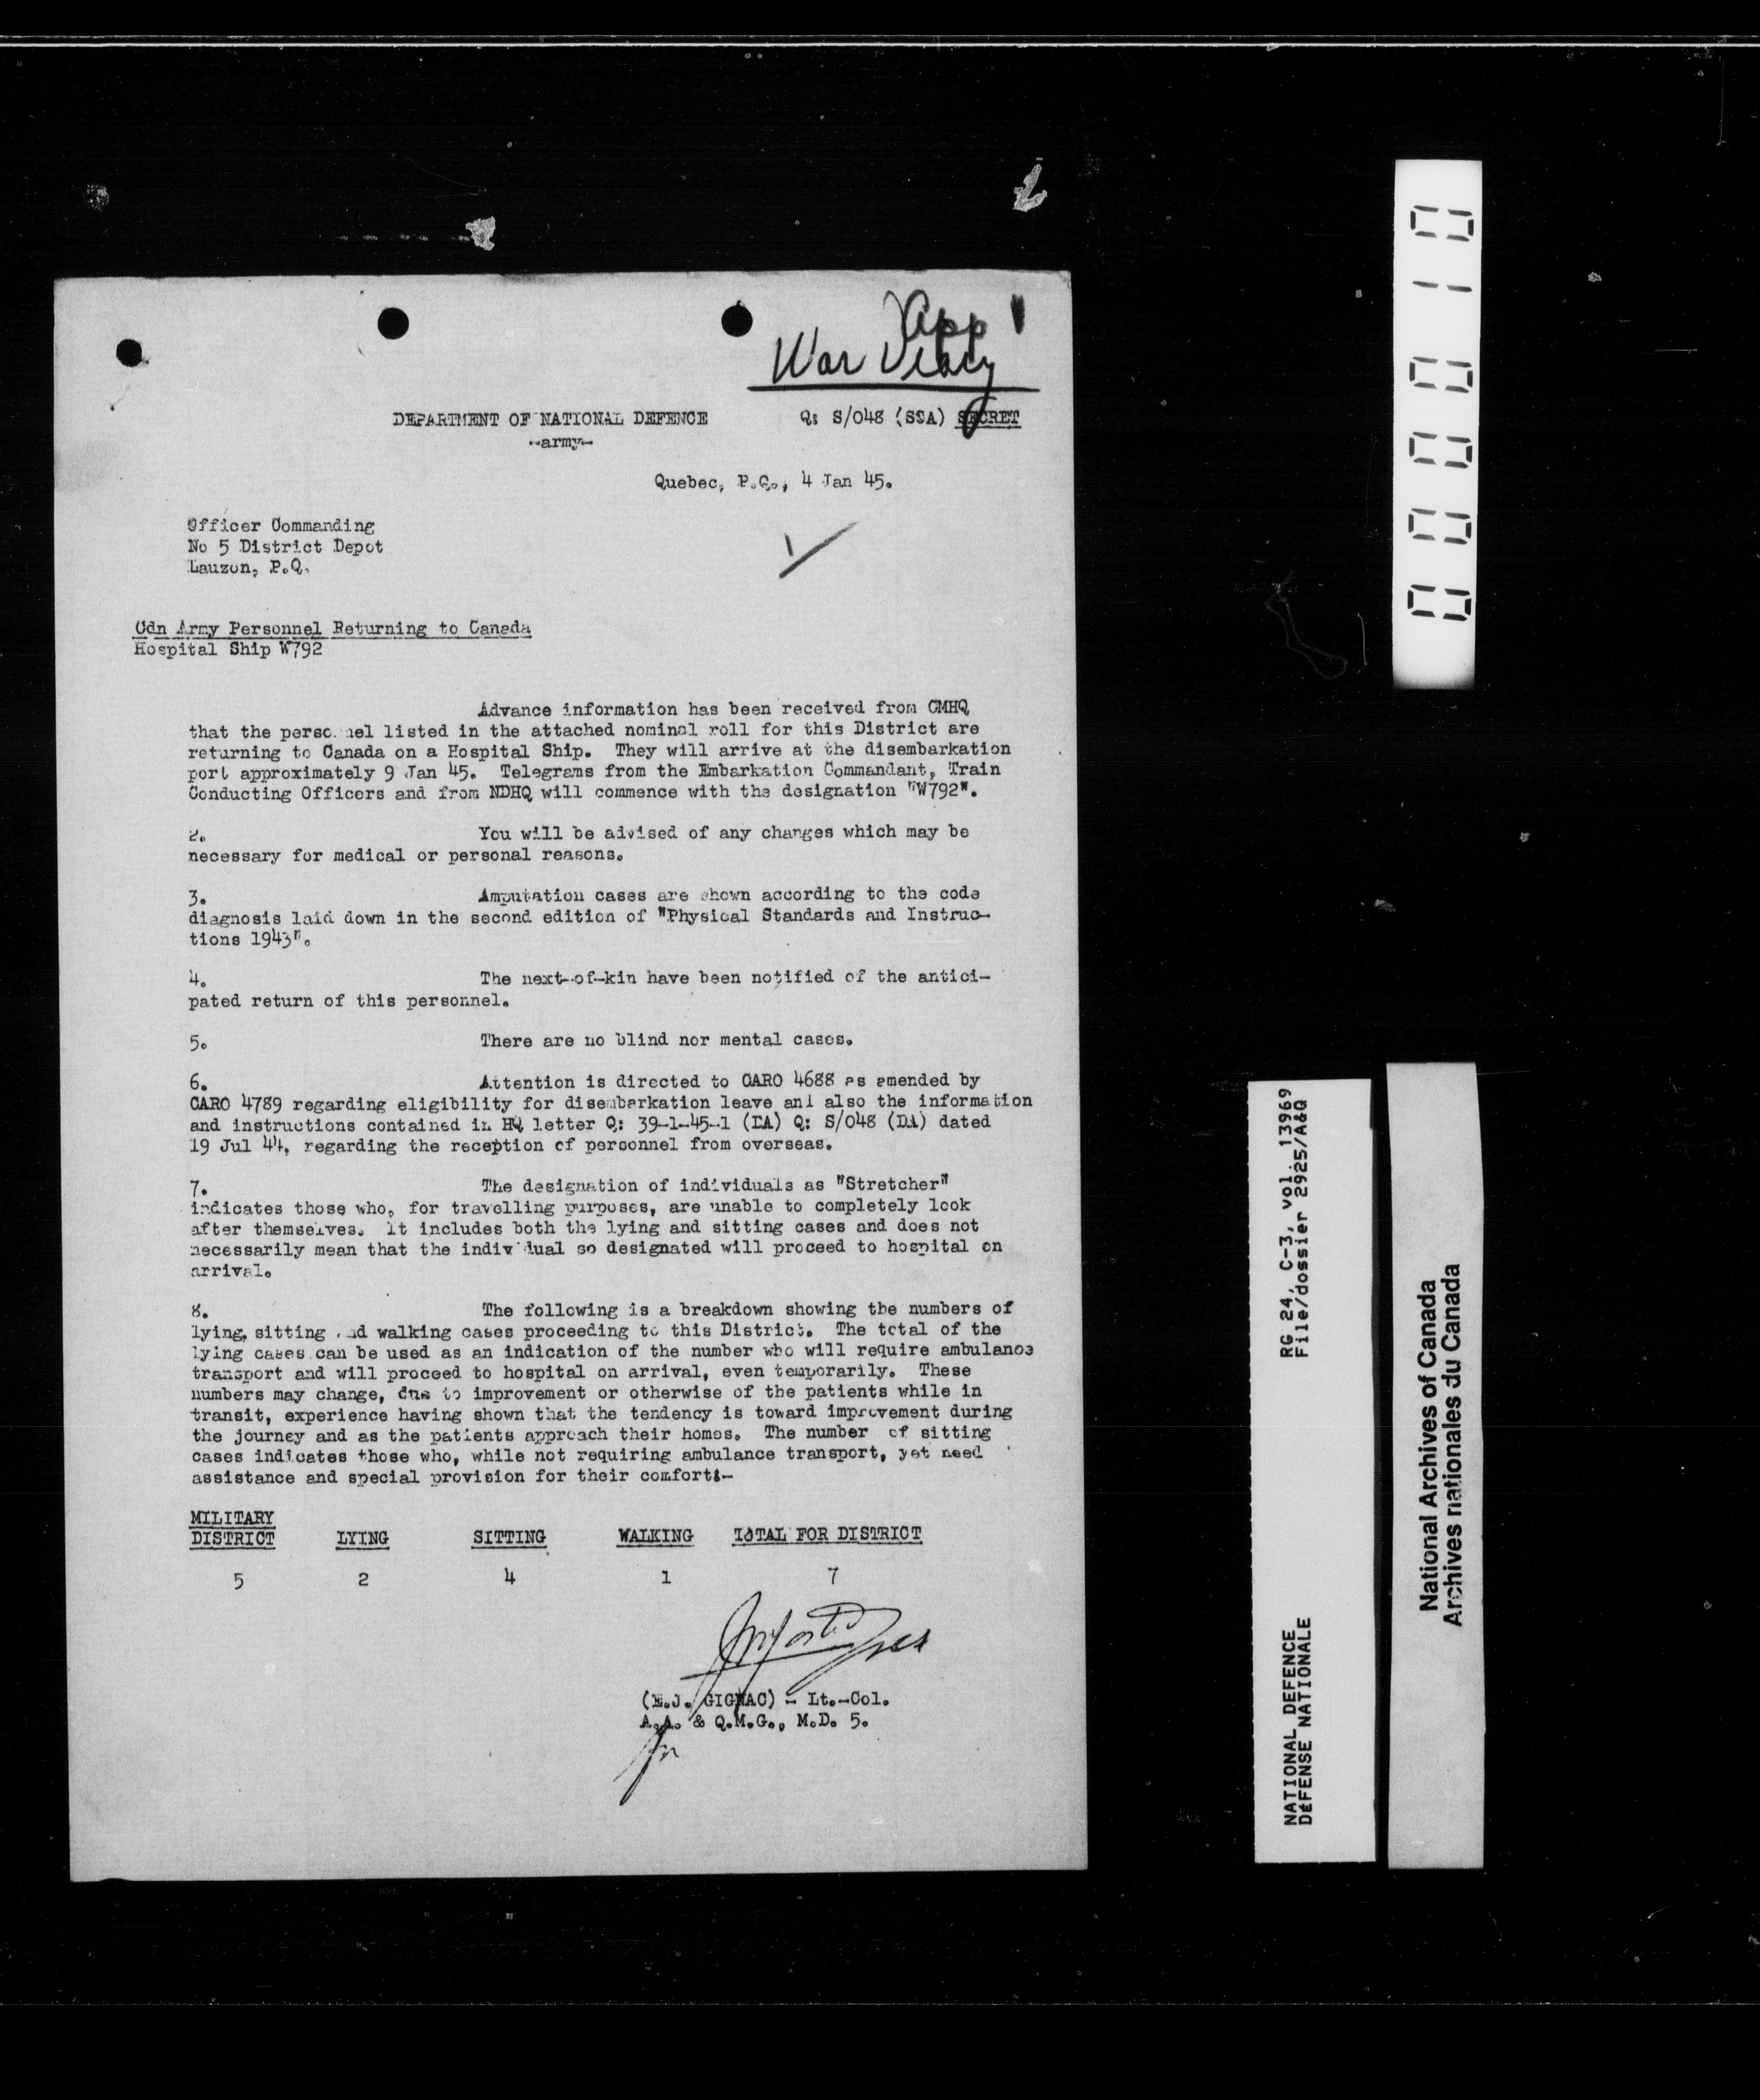 App 1
War Diary
DEPARTMENT OF NATIONAL DEFENCE
Q: S/048 (SSA) SECRET
-army-
Quebec, P.Q., 4 Jan 45.
Officer Commanding
No 5 District Depot
Lauzon, P.Q.
Cdn Army Personnel Returning to Canada
Hospital Ship W792
Advance information has been received from CMHQ
that the personnel listed in the attached nominal roll for this District are
returning to Canada on a Hospital Ship. They will arrive at the disembarkation
port approximately 9 Jan 45. Telegrams from the Embarkation Commandant, Train
Conducting Officers and from NDHQ will commence with the designation "W792".
2. You will be advised of any changes which may be
necessary for medical or personal reasons.
3. Amputation cases are shown according to the code
diagnosis laid down in the second edition of "Physical Standards and Instruc-
tions 1943".
4. The next-of-kin have been notified of the antici-
pated return of this personnel.
5. There are no blind nor mental cases.
6. Attention is directed to CARO 4688 as amended by
CARO 4789 regarding eligibility for disembarkation leave and also the information
and instructions contained in HQ letter Q: 39-1-45-1 (DA) Q: S/048 (DA) dated
19 Jul 44, regarding the reception of personnel from overseas.
7. The designation of individuals as "Stretcher"
indicates those who, for travelling purposes, are unable to completely look
after themselves. It includes both the lying and sitting cases and does not
necessarily mean that the individual so designated will proceed to hospital on
arrival.
8. The following is a breakdown showing the numbers of
lying, sitting and walking cases proceeding to this District. The total of the
lying cases can be used as an indication of the number who will require ambulance
transport and will proceed to hospital on arrival, even temporarily. These
numbers may change, due to improvement or otherwise of the patients while in
transit, experience having shown that the tendency is toward improvement during
the journey and as the patients approach their homes. The number of sitting
cases indicates those who, while not requiring ambulance transport, yet need
assistance and special provision for their comfort:-
MILITARY
DISTRICT LYING SITTING WALKING TOTAL FOR DISTRICT
5 2 4 1 7
(E.J. GIGNAC) - Lt.-Col.
A.A. & Q.M.G., M.D. 5.
for
000010
RG 24, C-3, vol. 13969
File/dossier 2925/A&Q
NATIONAL DEFENCE
DÉFENSE NATIONALE
National Archives of Canada
Archives nationales du Canada